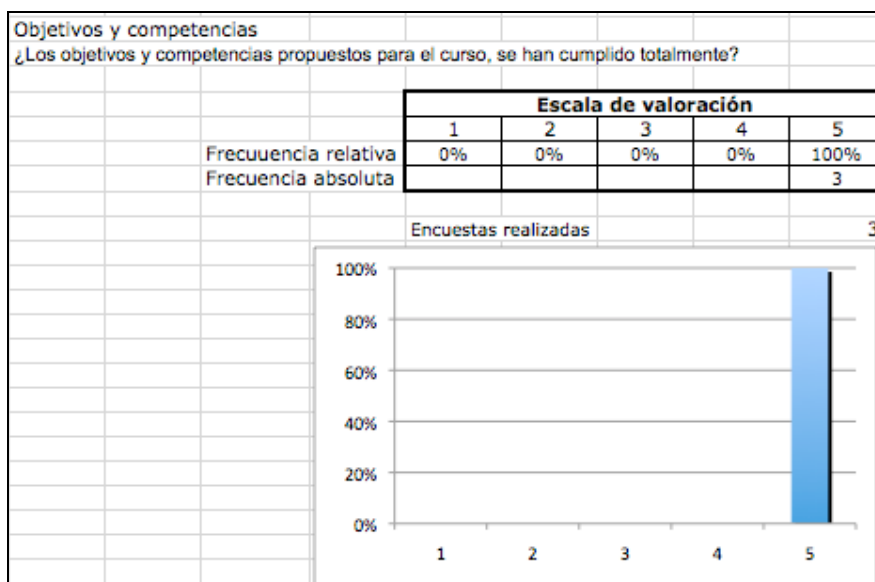 Objetivos y competencias
¿Los objetivos y competencias propuestos para el curso, se han cumplido totalmente?
Escala de valoración
1 2 3 4 5
Frecuuencia relativa 0% 0% 0% 0% 100%
Frecuencia absoluta 3
Encuestas realizadas 3
100%
80%
60%
40%
20%
0%
1 2 3 4 5